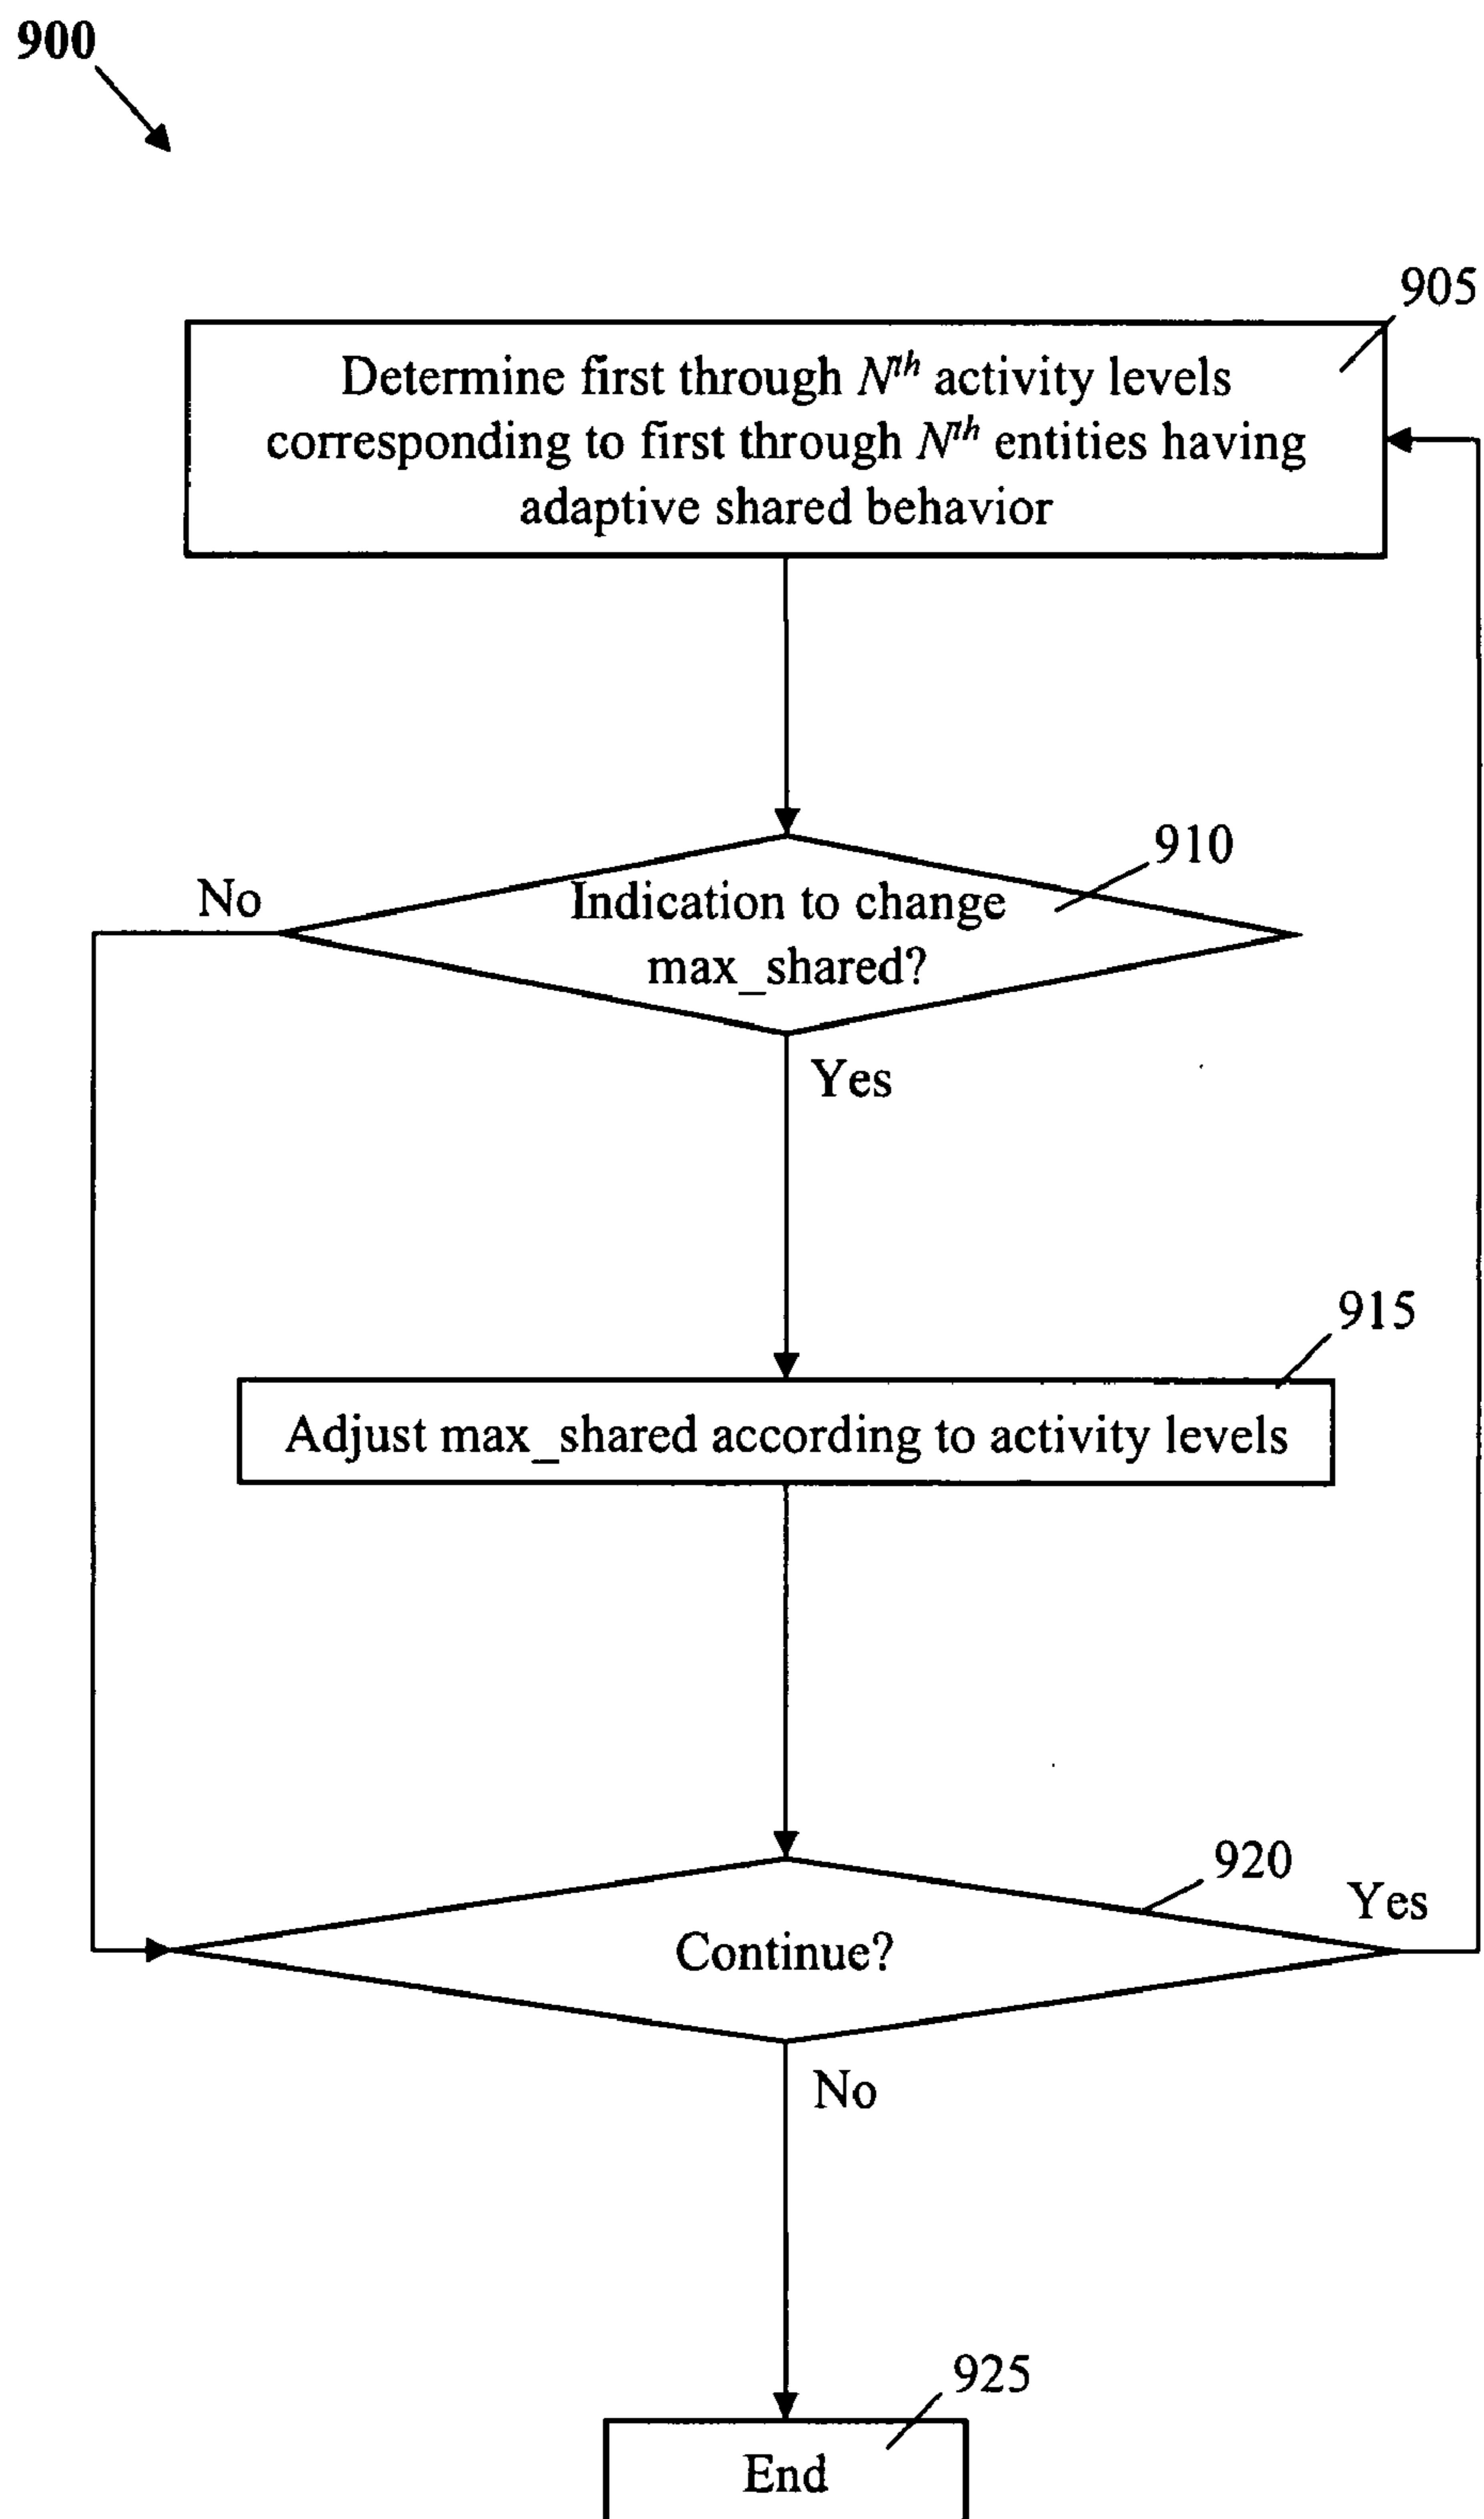 900
905
Determine first through Nth activity levels
corresponding to first through Nth entities having
adaptive shared behavior
910
No
Indication to change
max_shared?
Yes
915
Adjust max_shared according to activity levels
920
Yes
Continue?
No
925
End